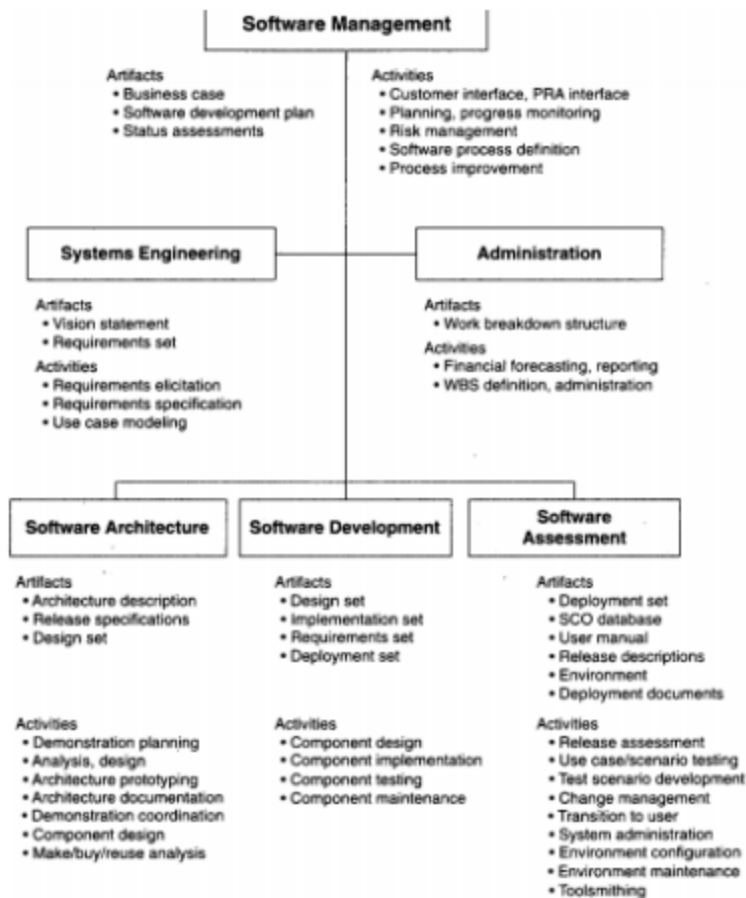 Software Management
Artifacts
• Business case
• Software development plan
• Status assessments
Activities
• Customer interface, PRA interface
• Planning, progress monitoring
• Risk management
• Software process definition
• Process improvement
Systems Engineering
Artifacts
• Vision statement
• Requirements set
Activities
• Requirements elicitation
• Requirements specification
• Use case modeling
Administration
Artifacts
• Work breakdown structure
Activities
• Financial forecasting, reporting
• WBS definition, administration
Software Architecture
Artifacts
• Architecture description
• Release specifications
• Design set
Activities
• Demonstration planning
• Analysis, design
• Architecture prototyping
• Architecture documentation
• Demonstration coordination
• Component design
• Make/buy/reuse analysis
Software Development
Artifacts
• Design set
• Implementation set
• Requirements set
• Deployment set
Activities
• Component design
• Component implementation
• Component testing
• Component maintenance
Software
Assessment
Artifacts
• Deployment set
• SCO database
• User manual
• Release descriptions
• Environment
• Deployment documents
Activities
• Release assessment
• Use case/scenario testing
• Test scenario development
• Change management
• Transition to user
• System administration
• Environment configuration
• Environment maintenance
• Toolsmithing